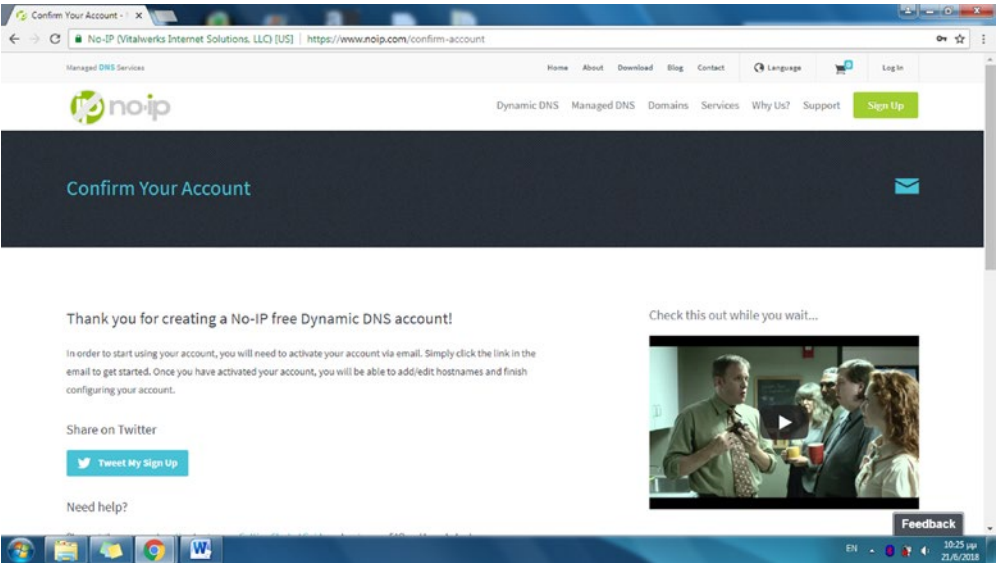 Confirm Your Account -
No-IP (Vitalwerks Internet Solutions, LLC) [US] | https://www.noip.com/confirm-account
Managed DNS Services
Home About Download Blog Contact Language Log In
no-ip
Dynamic DNS Managed DNS Domains Services Why Us? Support Sign Up
Confirm Your Account
Thank you for creating a No-IP free Dynamic DNS account!
In order to start using your account, you will need to activate your account via email. Simply click the link in the
email to get started. Once you have activated your account, you will be able to add/edit hostnames and finish
configuring your account.
Share on Twitter
Tweet My Sign Up
Need help?
Check this out while you wait...
Feedback
EN
10:25 μμ
21/6/2018